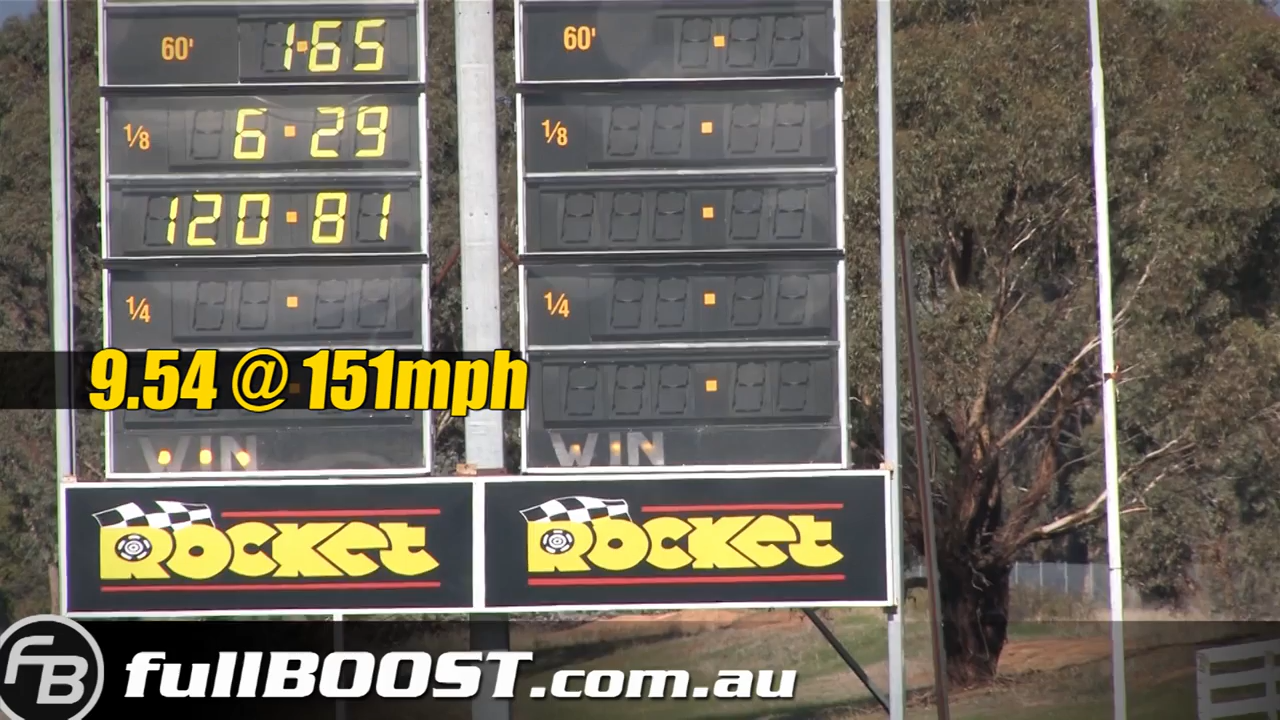 60' 1.65
60'
1/8 6.29
1/8
120.81
1/4
1/4
9.54 @ 151mph
WIN
WIN
ROCKET
ROCKET
FB fullBOOST.com.au